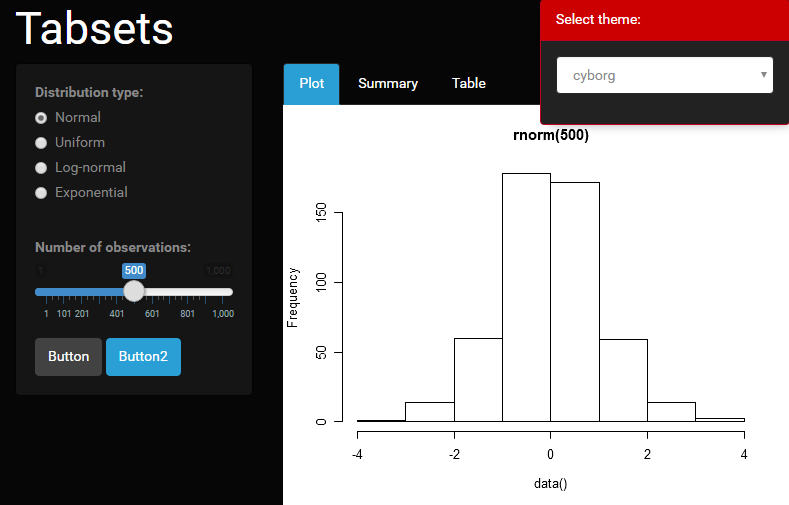 Tabsets
Select theme:
cyborg
Distribution type:
Normal
Uniform
Log-normal
Exponential
Number of observations:
1 500 1,000
1 101 201 401 601 801 1,000
Button Button2
Plot Summary Table
rnorm(500)
Frequency
150
100
50
0
-4 -2 0 2 4
data()